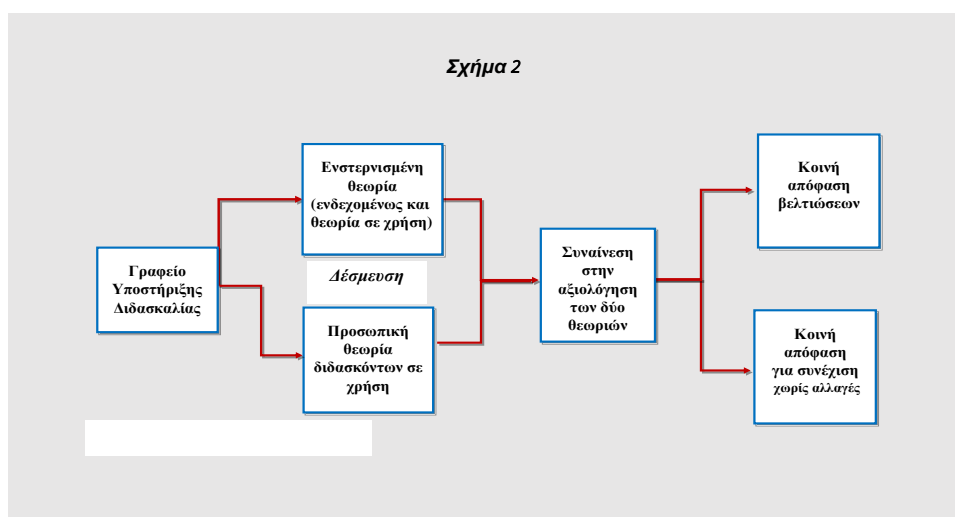 Σχήμα 2
Γραφείο
Υποστήριξης
Διδασκαλίας
Ενστερνισμένη
θεωρία
(ενδεχομένως και
θεωρία σε χρήση)
Δέσμευση
Προσωπική
θεωρία
διδασκόντων σε
χρήση
Συναίνεση
στην
αξιολόγηση
των δύο
θεωριών
Κοινή
απόφαση
βελτιώσεων
Κοινή
απόφαση
για συνέχιση
χωρίς αλλαγές